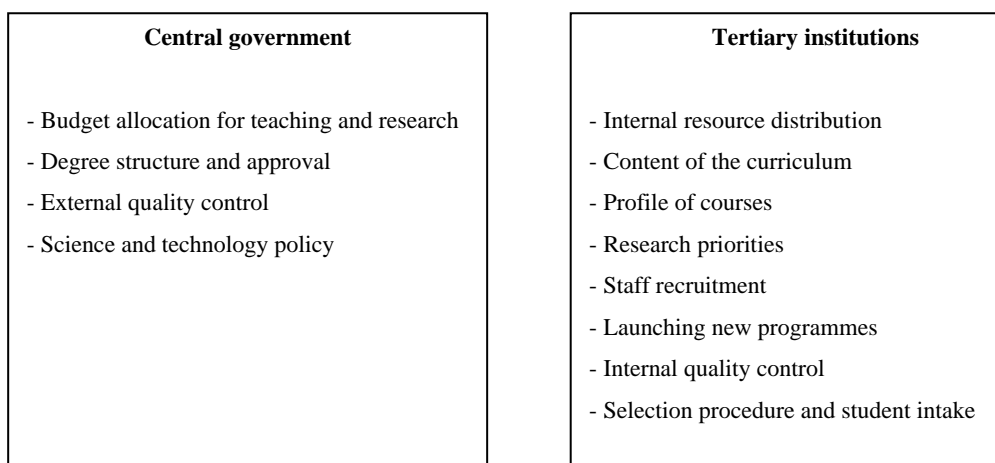 Central government
- Budget allocation for teaching and research
- Degree structure and approval
- External quality control
- Science and technology policy
Tertiary institutions
- Internal resource distribution
- Content of the curriculum
- Profile of courses
- Research priorities
- Staff recruitment
- Launching new programmes
- Internal quality control
- Selection procedure and student intake